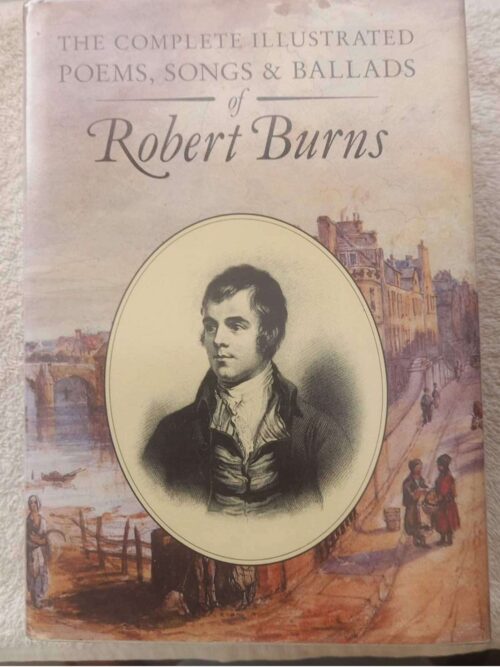 THE COMPLETE ILLUSTRATED
POEMS, SONGS & BALLADS
of
Robert Burns